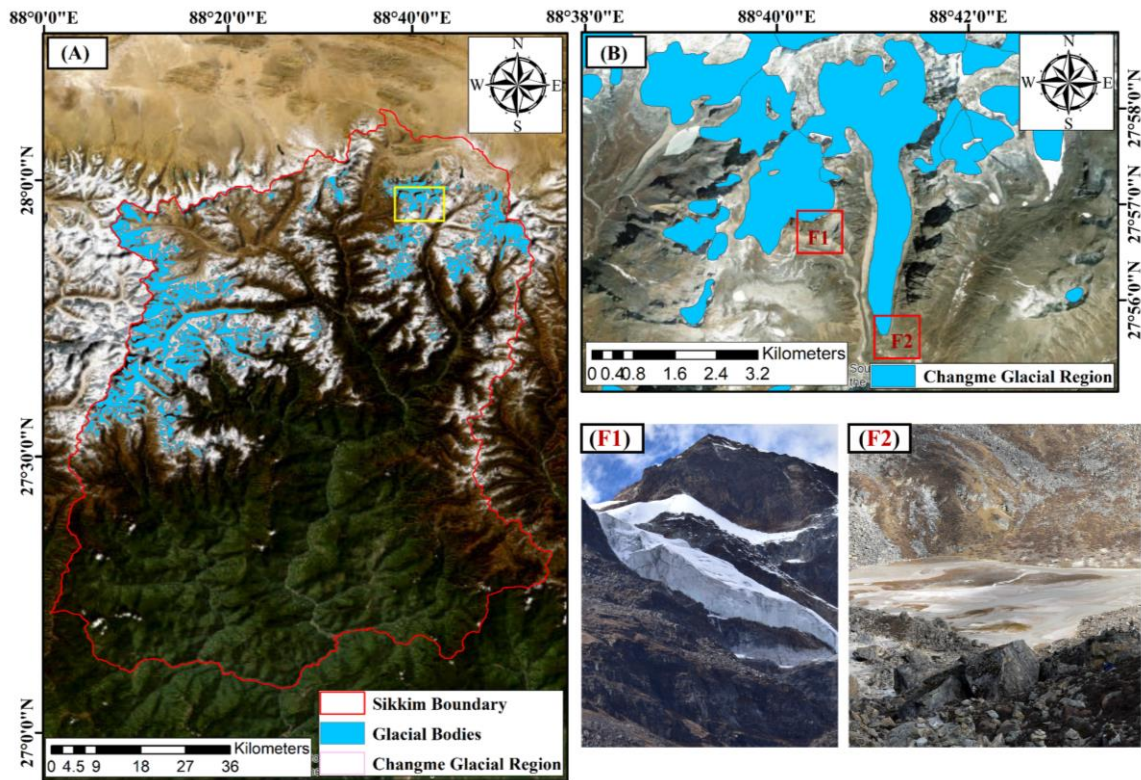 88°0'0"E 88°20'0"E 88°40'0"E
28°0'0"N
27°30'0"N
27°0'0"N
(A)
N
W E
S
Sikkim Boundary
Glacial Bodies
Changme Glacial Region
Kilometers
0 4.5 9 18 27 36
88°38'0"E 88°40'0"E 88°42'0"E
(B)
N
W E
S
27°58'0"N
27°57'0"N
27°56'0"N
F1
F2
Kilometers
0 0.4 0.8 1.6 2.4 3.2
Changme Glacial Region
(F1)
(F2)